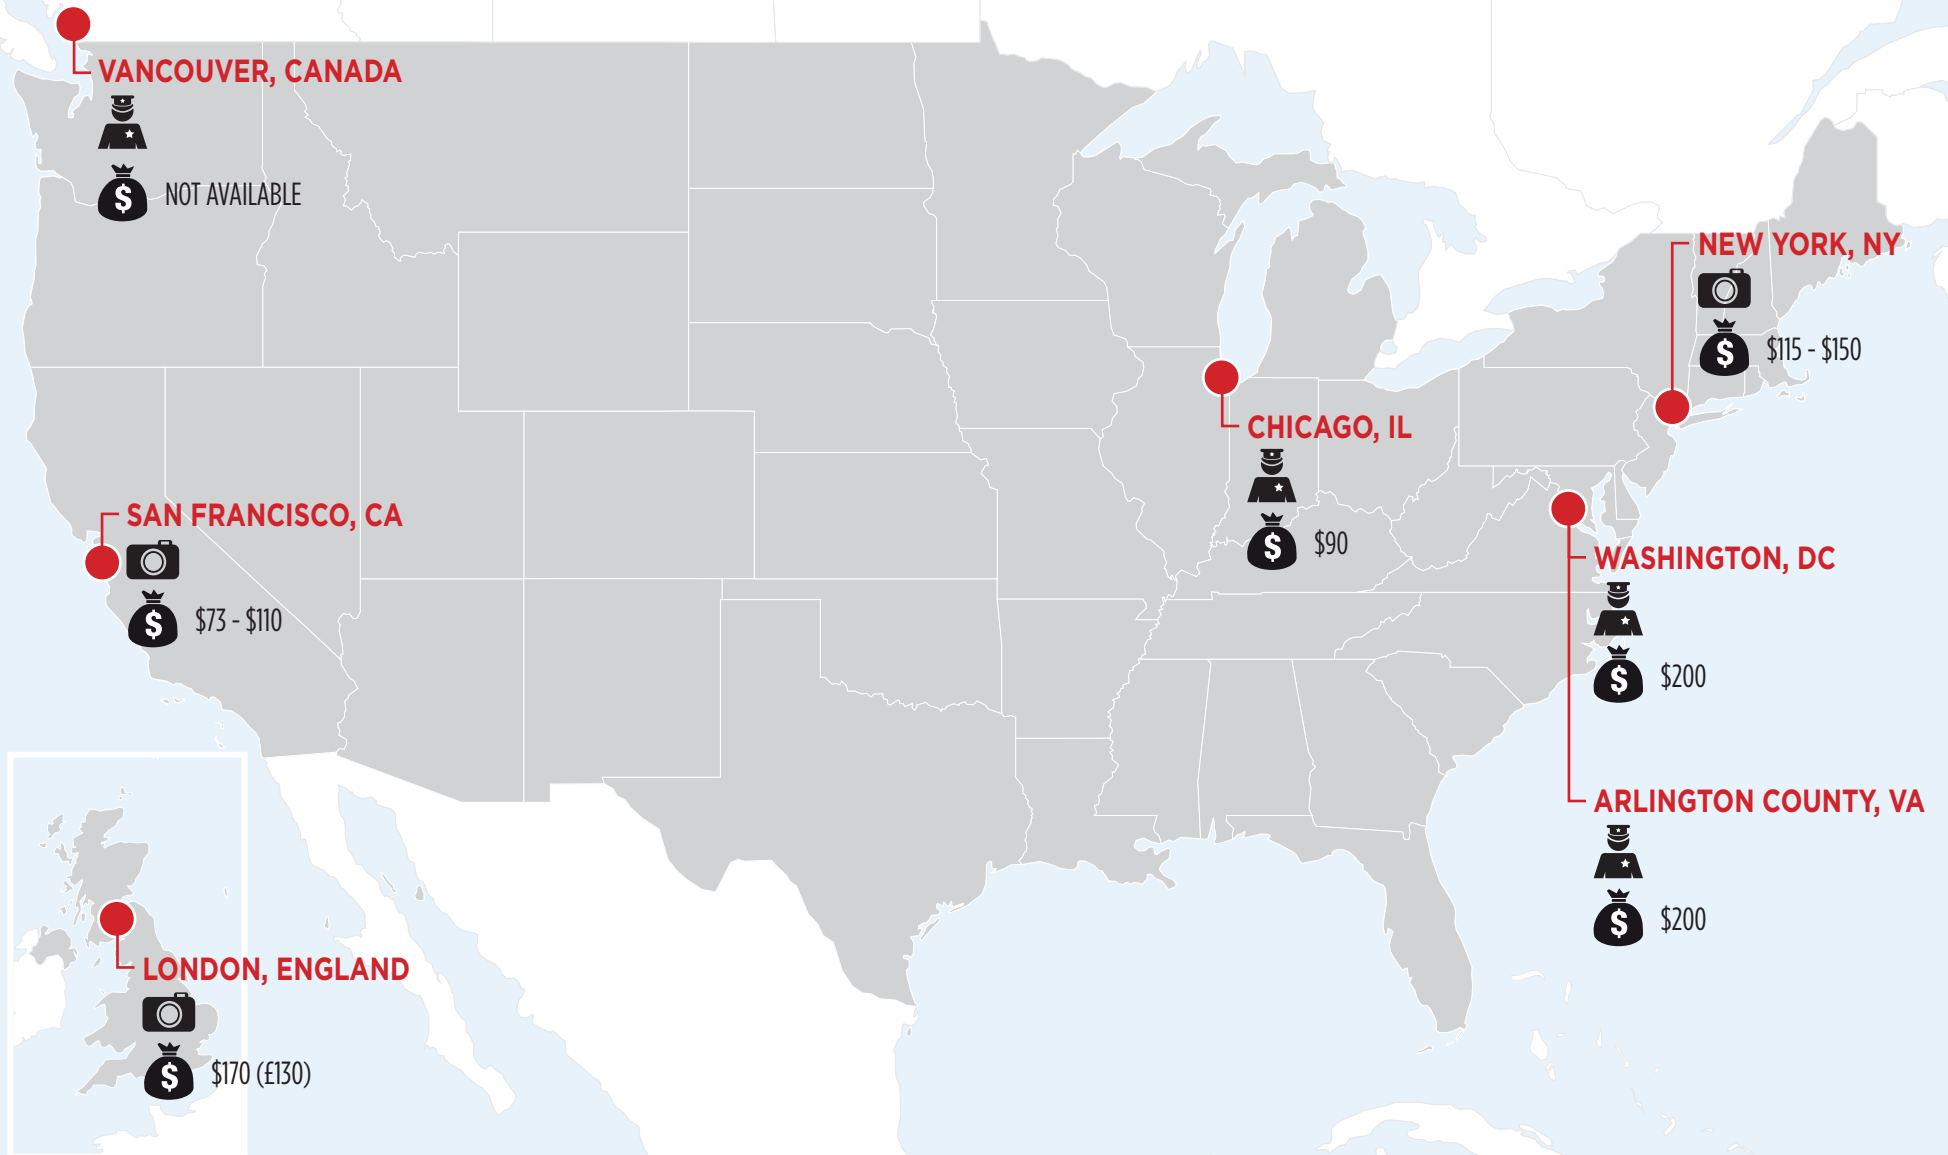 VANCOUVER, CANADA
$ NOT AVAILABLE
NEW YORK, NY
$ $115 - $150
CHICAGO, IL
$ $90
SAN FRANCISCO, CA
$ $73 - $110
WASHINGTON, DC
$ $200
ARLINGTON COUNTY, VA
$ $200
LONDON, ENGLAND
$ $170 (£130)